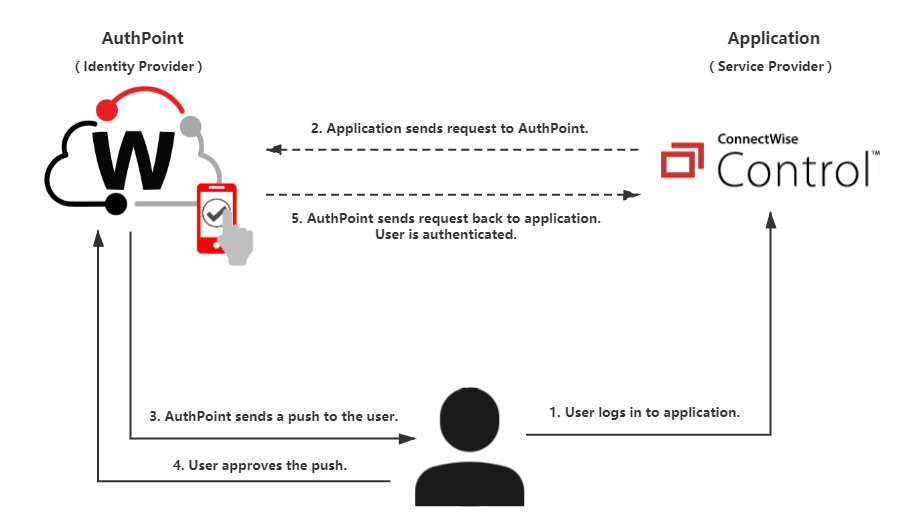 AuthPoint
( Identity Provider )
Application
( Service Provider )
W
2. Application sends request to AuthPoint.
ConnectWise
Control™
5. AuthPoint sends request back to application.
User is authenticated.
3. AuthPoint sends a push to the user.
1. User logs in to application.
4. User approves the push.